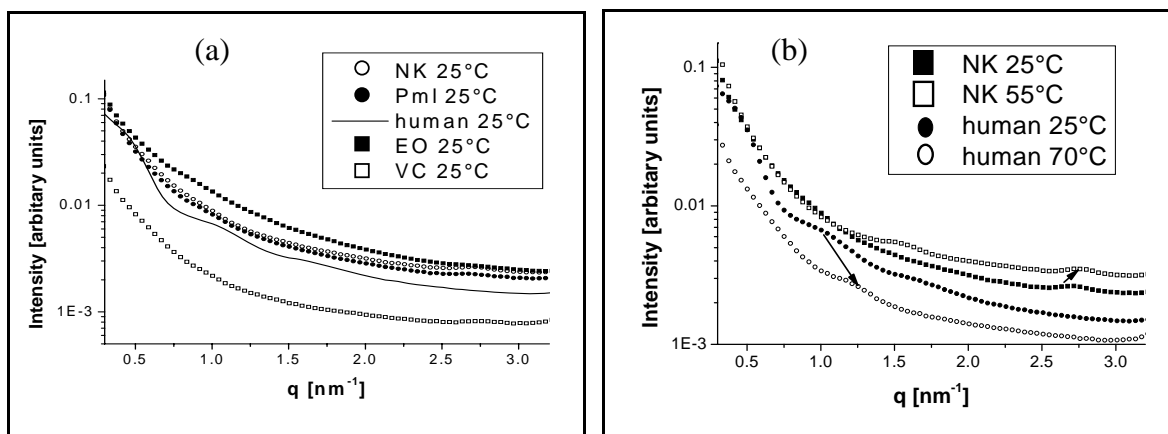 (a)
NK 25°C
Pml 25°C
human 25°C
EO 25°C
VC 25°C
0.1
0.01
1E-3
Intensity [arbitary units]
0.5 1.0 1.5 2.0 2.5 3.0
q [nm⁻¹]
(b)
NK 25°C
NK 55°C
human 25°C
human 70°C
0.1
0.01
1E-3
Intensity [arbitary units]
0.5 1.0 1.5 2.0 2.5 3.0
q [nm⁻¹]